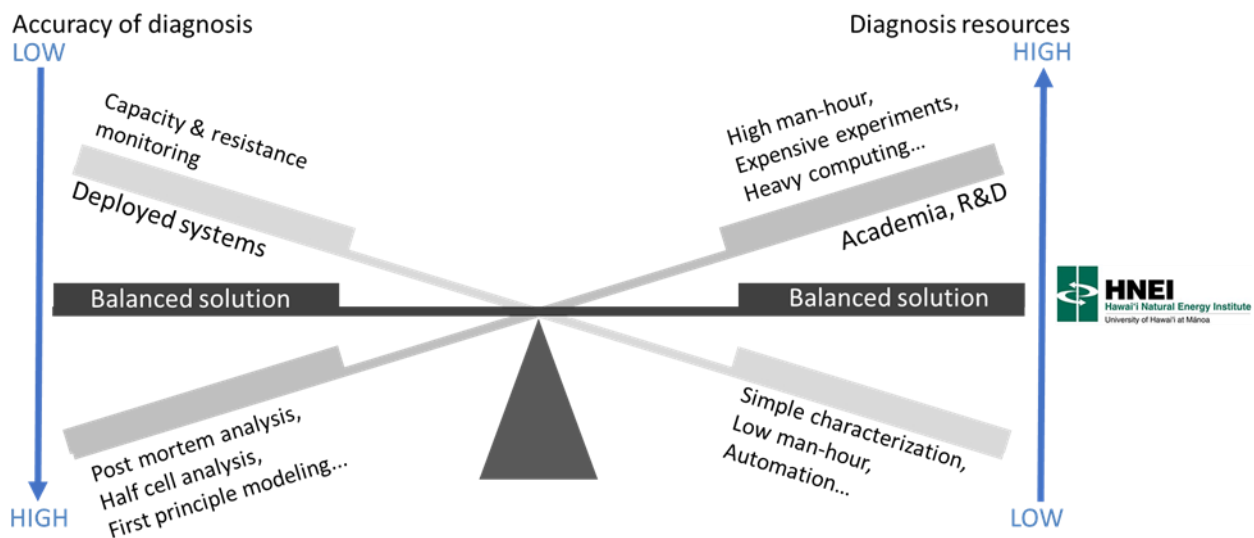 Accuracy of diagnosis
LOW
Diagnosis resources
HIGH
Capacity & resistance
monitoring
Deployed systems
High man-hour,
Expensive experiments,
Heavy computing...
Academia, R&D
Balanced solution
Balanced solution
HNEI
Hawai‘i Natural Energy Institute
University of Hawai‘i at Mānoa
Post mortem analysis,
Half cell analysis,
First principle modeling...
Simple characterization,
Low man-hour,
Automation...
HIGH
LOW